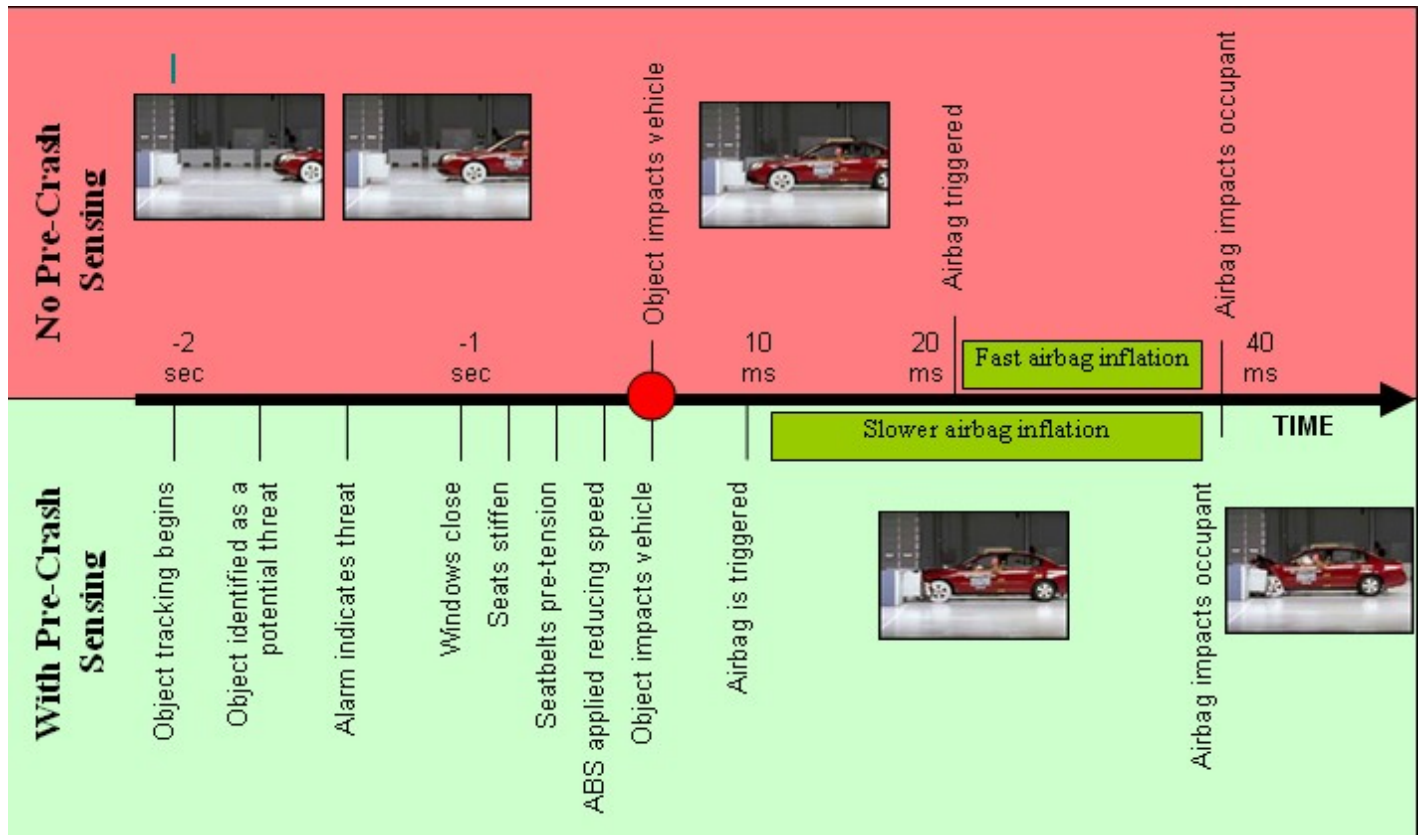 No Pre-Crash
Sensing
Object impacts vehicle
Airbag triggered
Airbag impacts occupant
-2
sec
-1
sec
10
ms
20
ms
40
ms
Fast airbag inflation
Slower airbag inflation
TIME
With Pre-Crash
Sensing
Object tracking begins
Object identified as a
potential threat
Alarm indicates threat
Windows close
Seats stiffen
Seatbelts pre-tension
ABS applied reducing speed
Object impacts vehicle
Airbag is triggered
Airbag impacts occupant